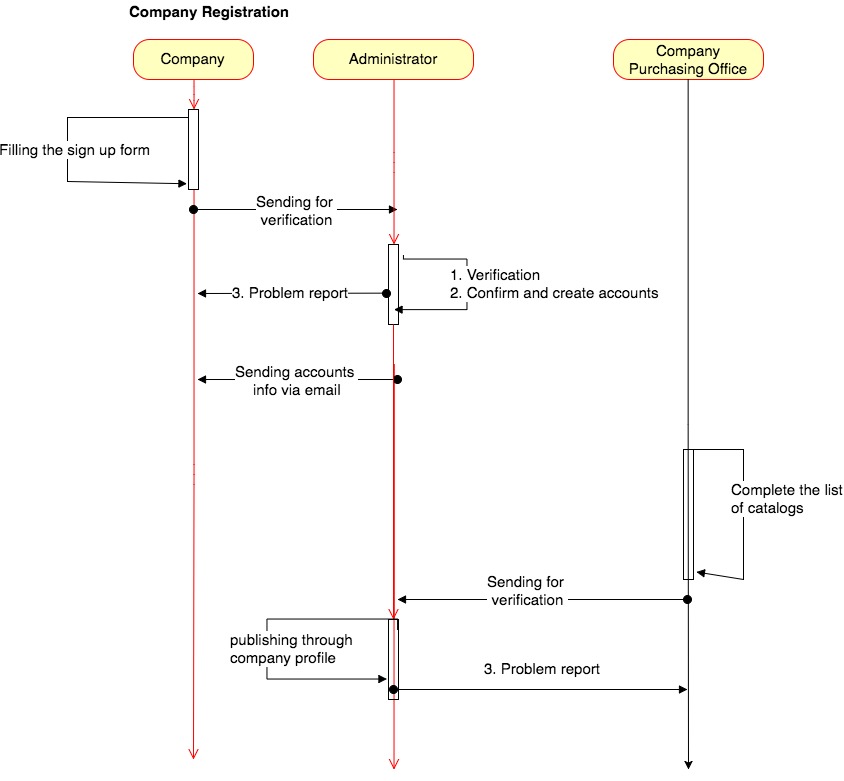 Company Registration
Company
Administrator
Company
Purchasing Office
Filling the sign up form
Sending for
verification
1. Verification
3. Problem report
2. Confirm and create accounts
Sending accounts
info via email
Complete the list
of catalogs
Sending for
verification
publishing through
company profile
3. Problem report